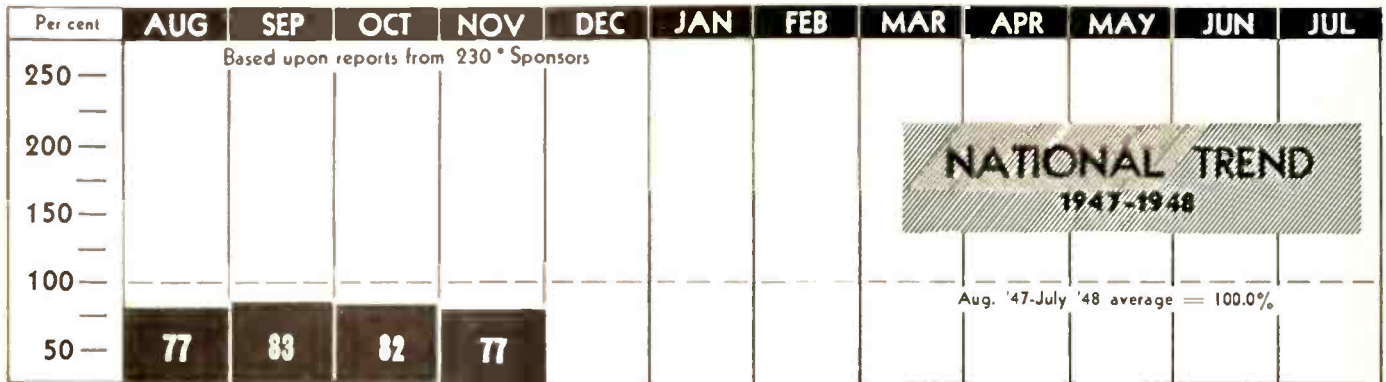 Per cent AUG SEP OCT NOV DEC JAN FEB MAR APR MAY JUN JUL
Based upon reports from 230* Sponsors
250
200
NATIONAL TREND
1947-1948
150
100
Aug. '47-July '48 average = 100.0%
50
77 83 82 77